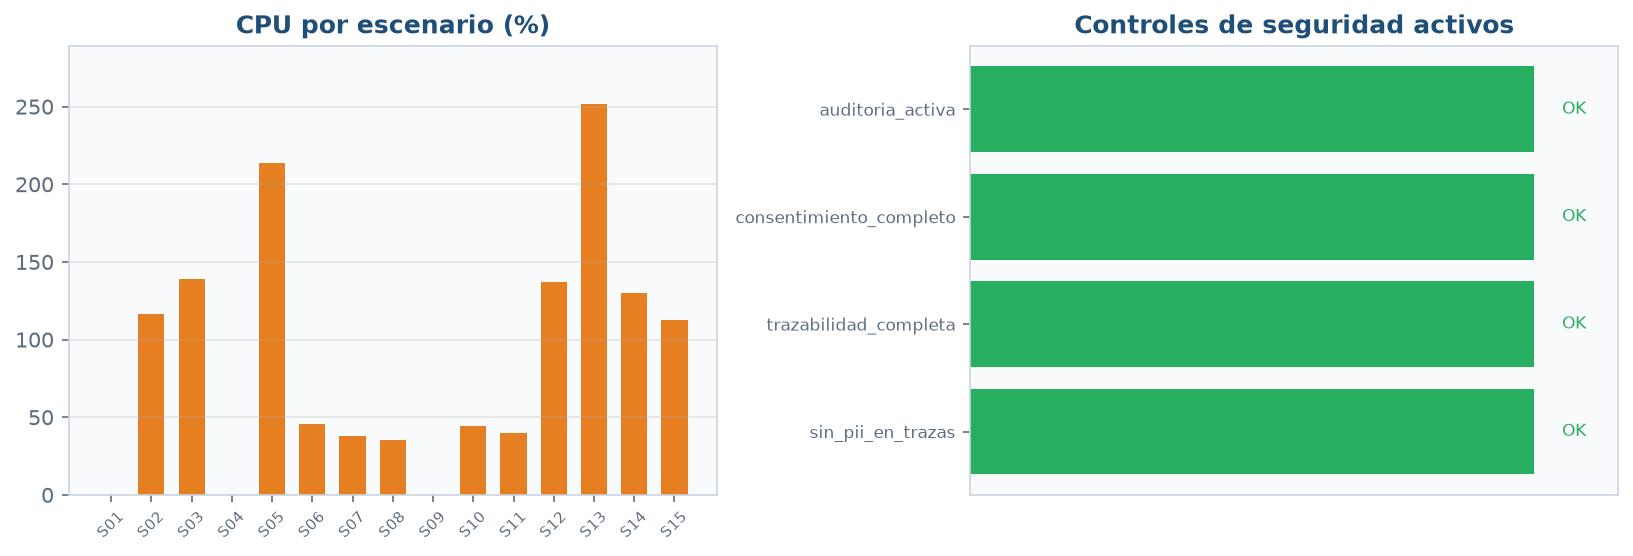 CPU por escenario (%)
250
200
150
100
50
0
S01 S02 S03 S04 S05 S06 S07 S08 S09 S10 S11 S12 S13 S14 S15
Controles de seguridad activos
auditoria_activa OK
consentimiento_completo OK
trazabilidad_completa OK
sin_pii_en_trazas OK